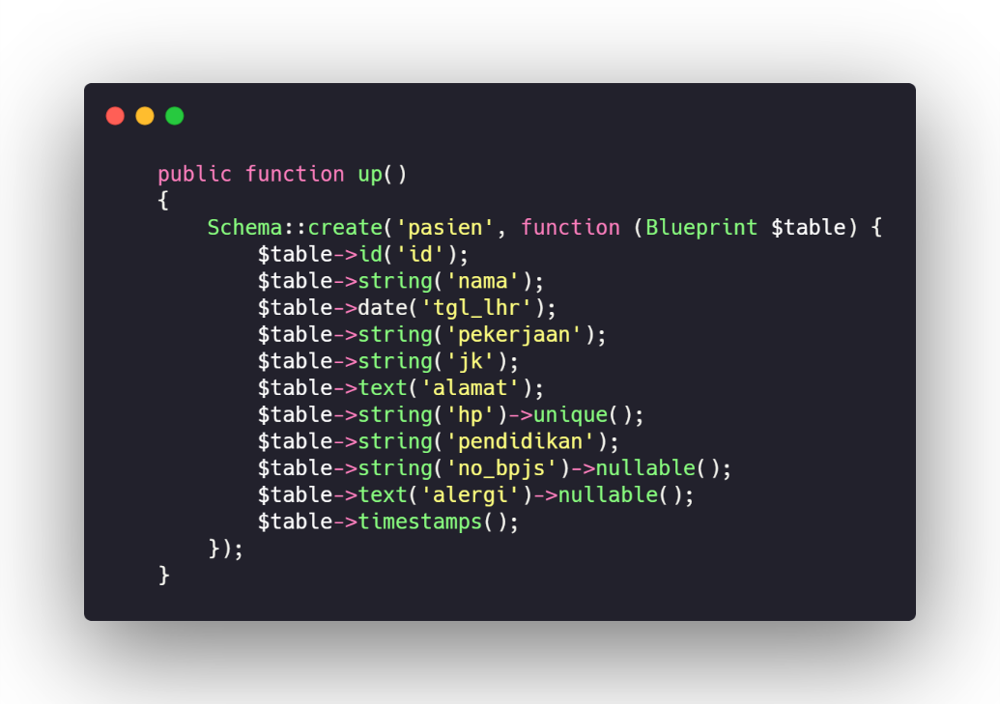 public function up()
{
Schema::create('pasien', function (Blueprint $table) {
$table->id('id');
$table->string('nama');
$table->date('tgl_lhr');
$table->string('pekerjaan');
$table->string('jk');
$table->text('alamat');
$table->string('hp')->unique();
$table->string('pendidikan');
$table->string('no_bpjs')->nullable();
$table->text('alergi')->nullable();
$table->timestamps();
});
}